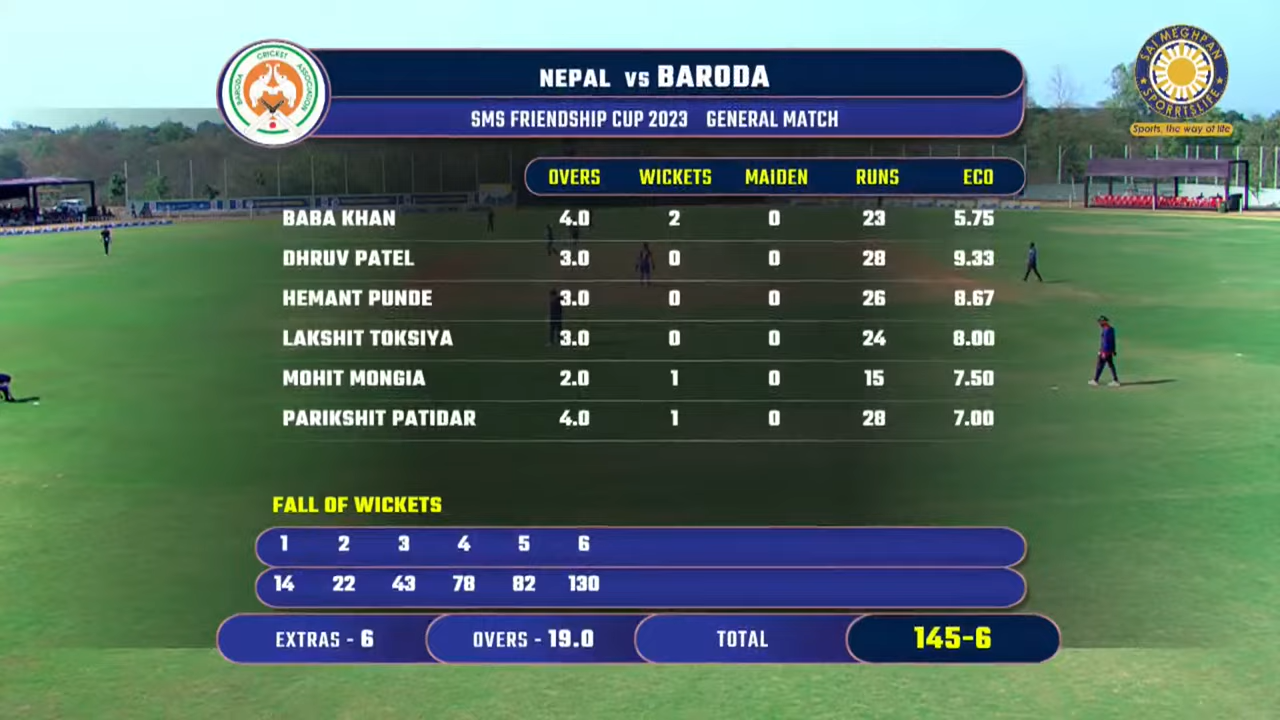 NEPAL vs BARODA
SMS FRIENDSHIP CUP 2023 GENERAL MATCH
BARODA CRICKET ASSOCIATION
SAI MEGHPAN SPORRTSLIFE
Sports, the way of life
OVERS WICKETS MAIDEN RUNS ECO
BABA KHAN 4.0 2 0 23 5.75
DHRUV PATEL 3.0 0 0 28 9.33
HEMANT PUNDE 3.0 0 0 26 8.67
LAKSHIT TOKSIYA 3.0 0 0 24 8.00
MOHIT MONGIA 2.0 1 0 15 7.50
PARIKSHIT PATIDAR 4.0 1 0 28 7.00
FALL OF WICKETS
1 2 3 4 5 6
14 22 43 78 82 130
EXTRAS - 6 OVERS - 19.0 TOTAL 145-6